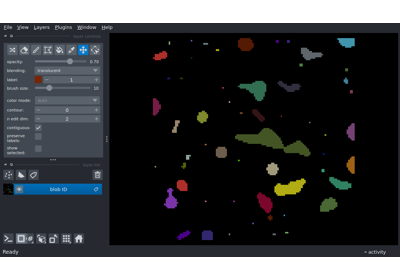 File View Layers Plugins Window Help
opacity: 0.70
blending: translucent
label: 1
brush size: 10
color mode:
contour: 0
n edit dim: 2
contiguous:
preserve
labels:
show
selected:
blob ID
Ready
activity